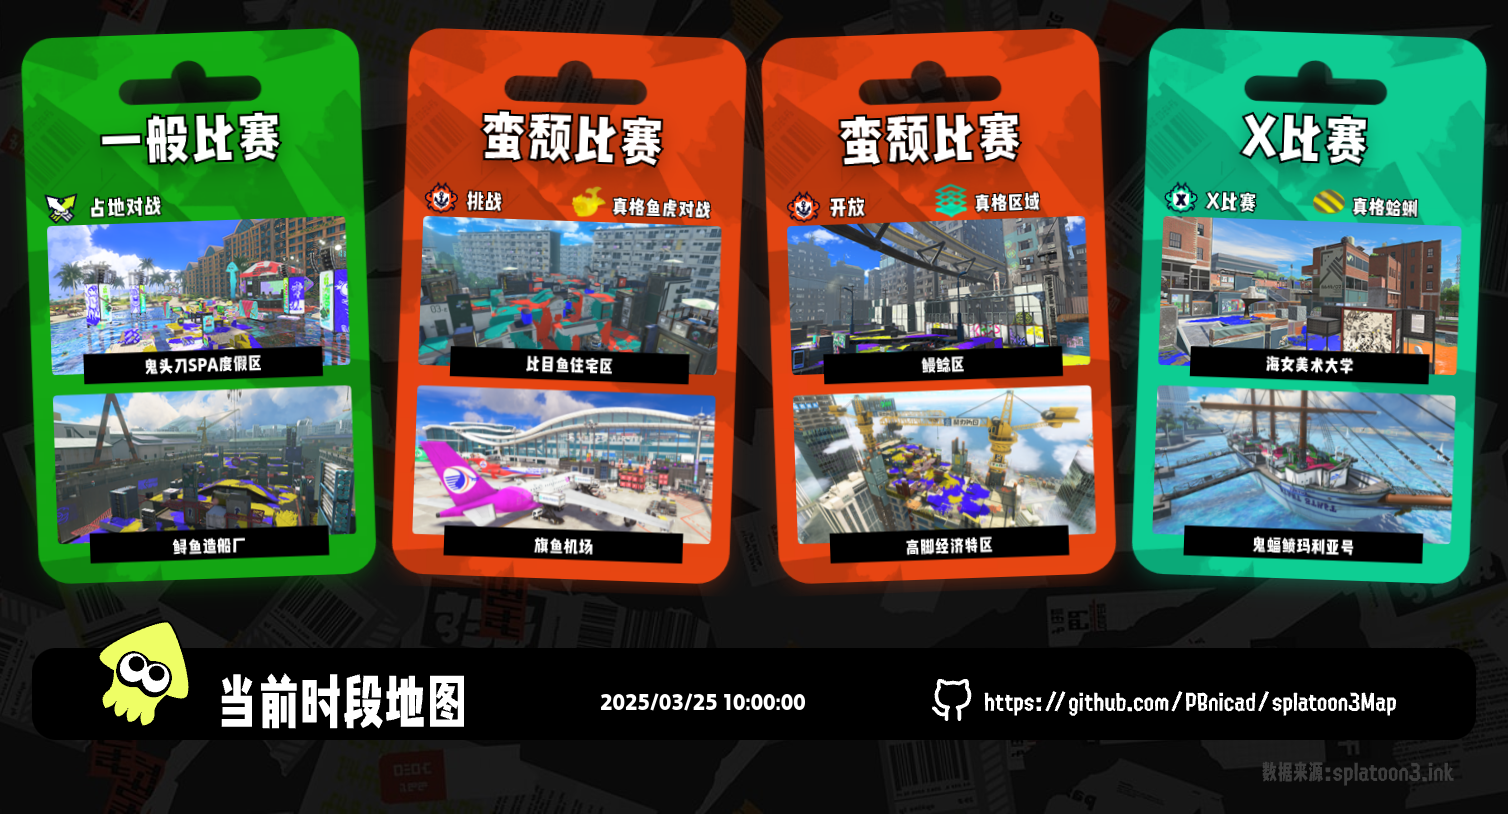 一般比赛
占地对战
鬼头刀SPA度假区
鲟鱼造船厂
蛮颓比赛
挑战
真格鱼虎对战
比目鱼住宅区
旗鱼机场
蛮颓比赛
开放
真格区域
鳗鲶区
高脚经济特区
X比赛
X比赛
真格蛤蜊
海女美术大学
鬼蝠鲼玛利亚号
当前时段地图
2025/03/25 10:00:00
https://github.com/PBnicad/splatoon3Map
数据来源:splatoon3.ink